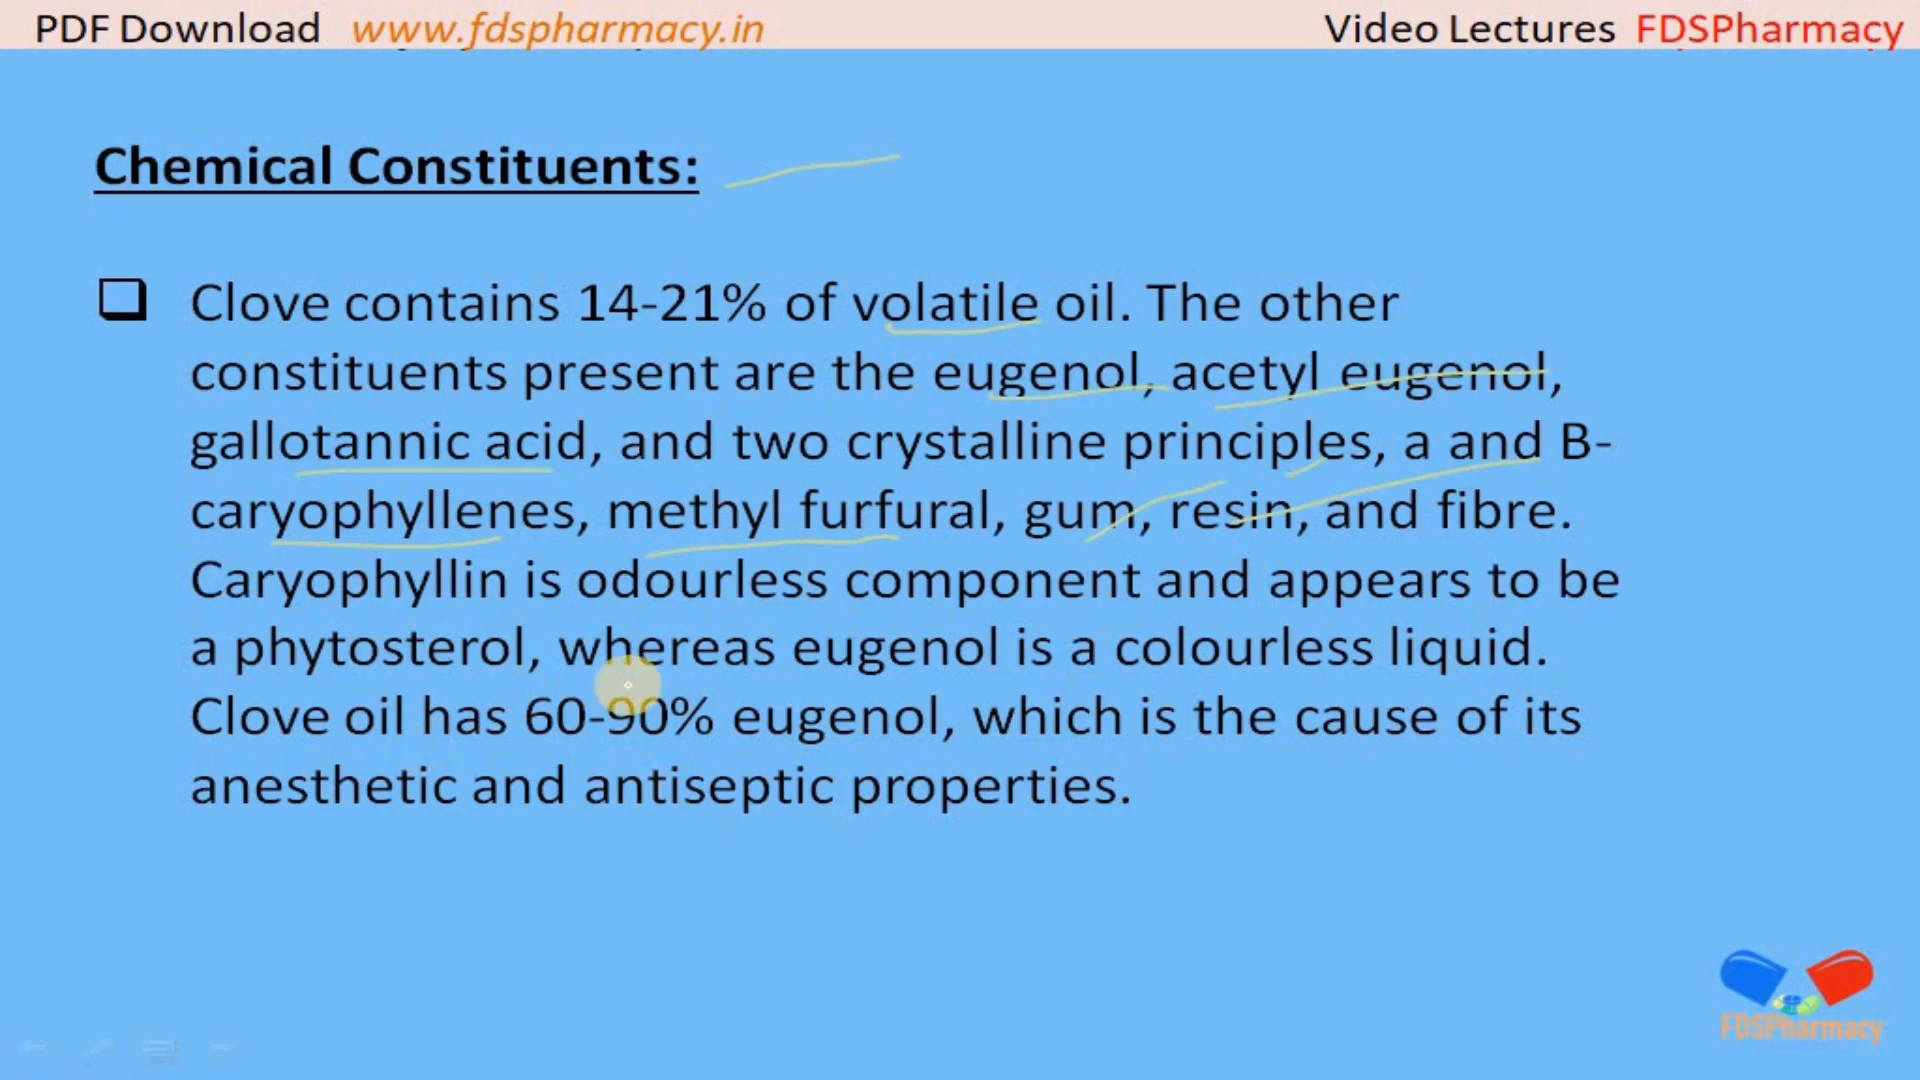 PDF Download www.fdspharmacy.in Video Lectures FDSPharmacy
Chemical Constituents:
Clove contains 14-21% of volatile oil. The other
constituents present are the eugenol, acetyl eugenol,
gallotannic acid, and two crystalline principles, a and B-
caryophyllenes, methyl furfural, gum, resin, and fibre.
Caryophyllin is odourless component and appears to be
a phytosterol, whereas eugenol is a colourless liquid.
Clove oil has 60-90% eugenol, which is the cause of its
anesthetic and antiseptic properties.
FDSPharmacy